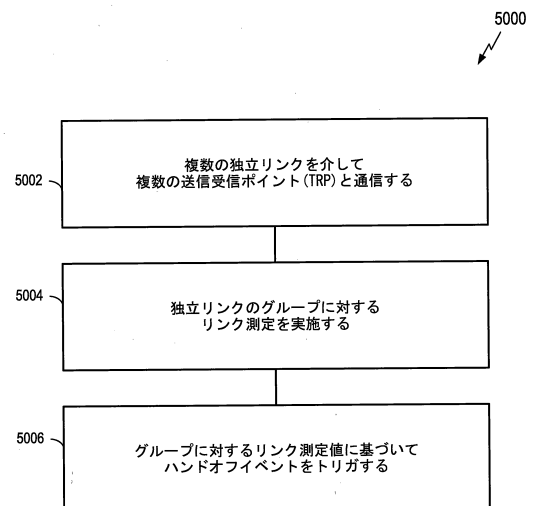 5000
5002
複数の独立リンクを介して
複数の送信受信ポイント(TRP)と通信する
5004
独立リンクのグループに対する
リンク測定を実施する
5006
グループに対するリンク測定値に基づいて
ハンドオフイベントをトリガする